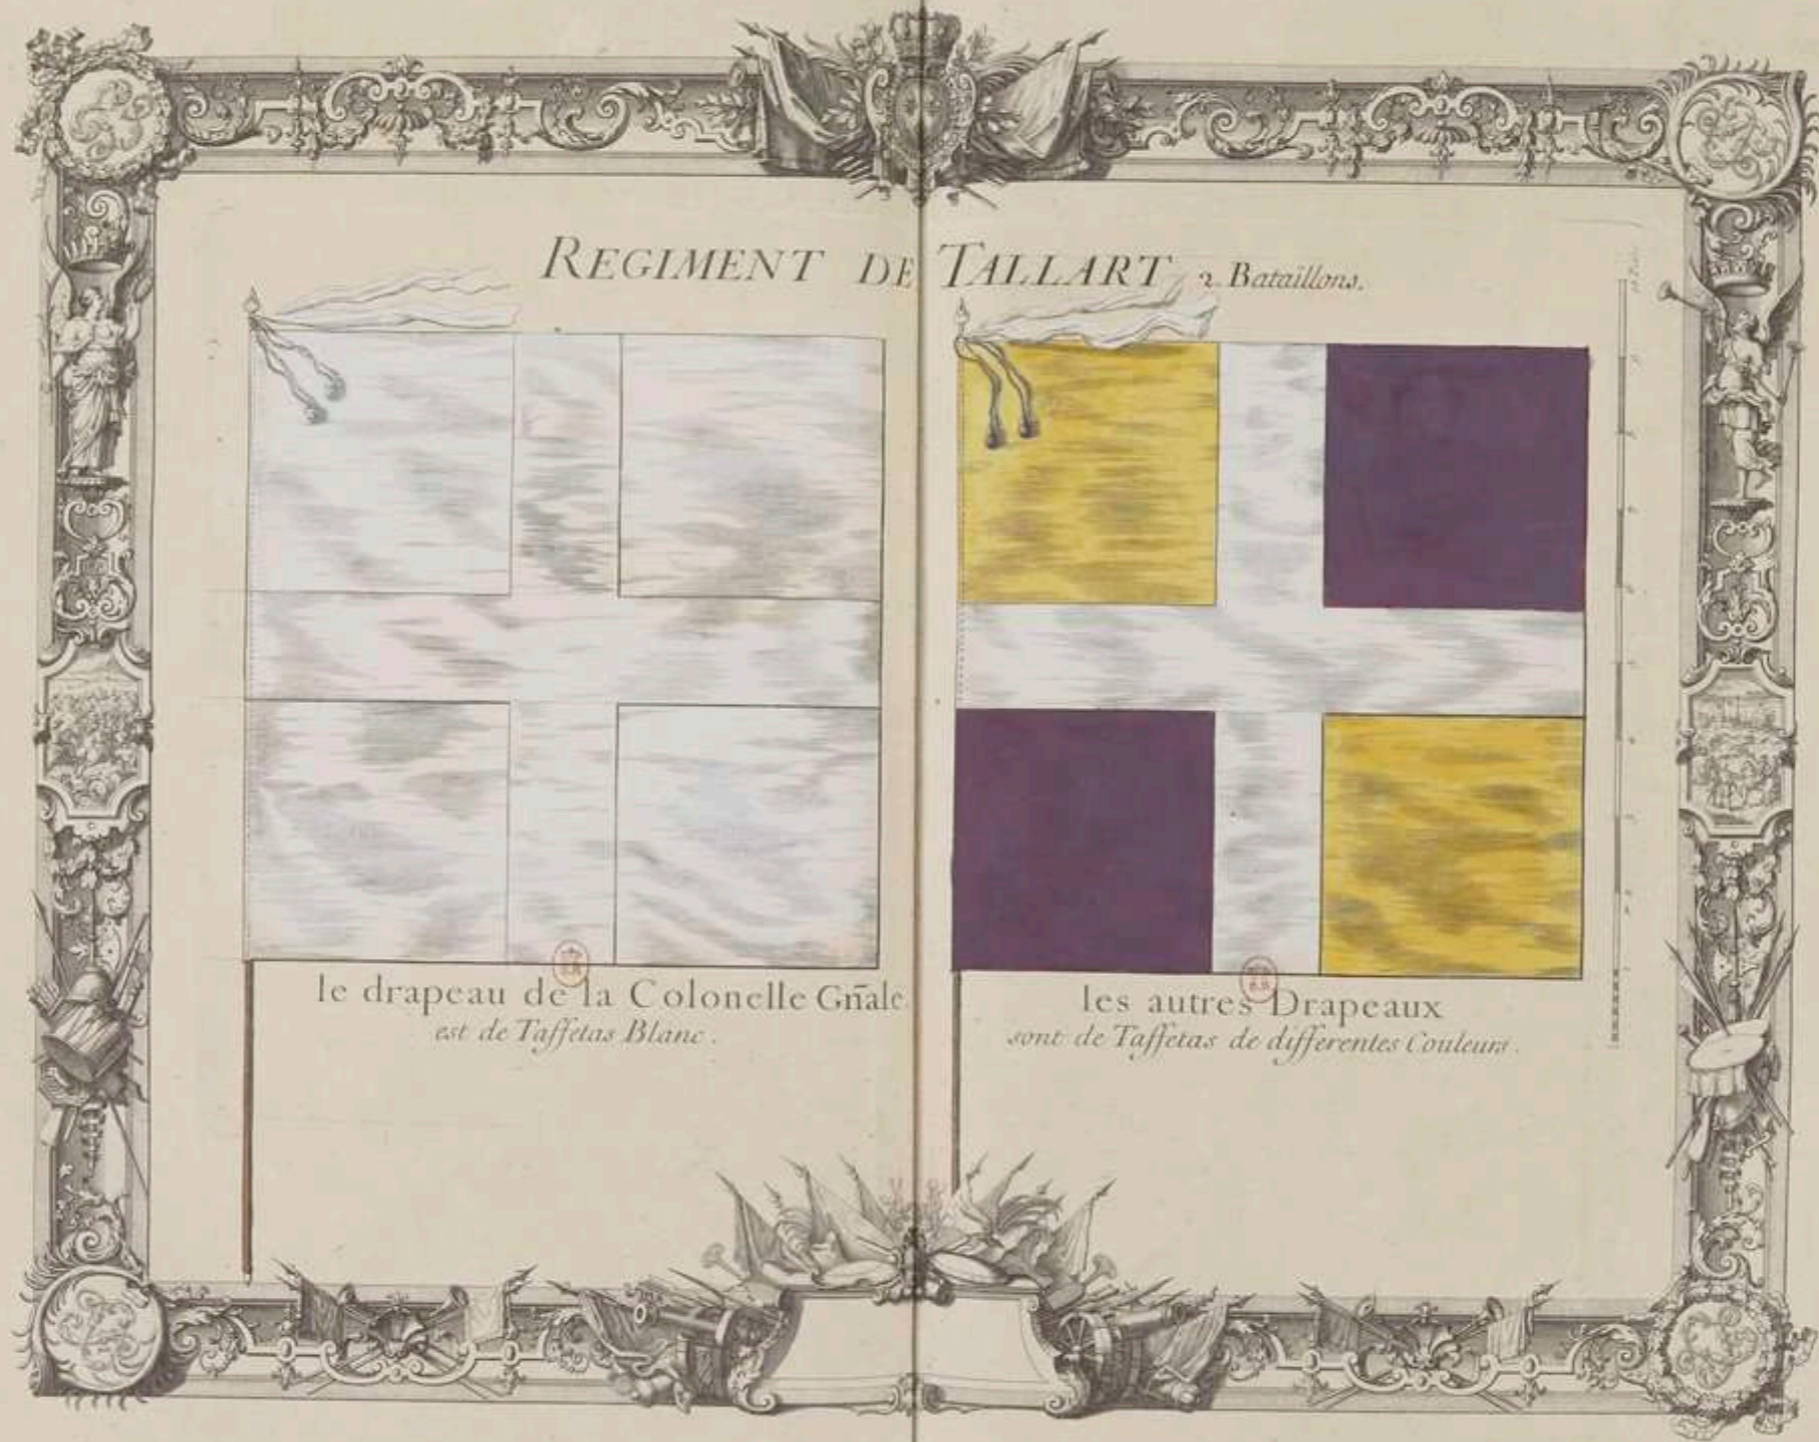 REGIMENT DE TALLART 2 Bataillons.
le drapeau de la Colonelle Gñale
est de Taffetas Blanc.
les autres Drapeaux
sont de Taffetas de differentes Couleurs.